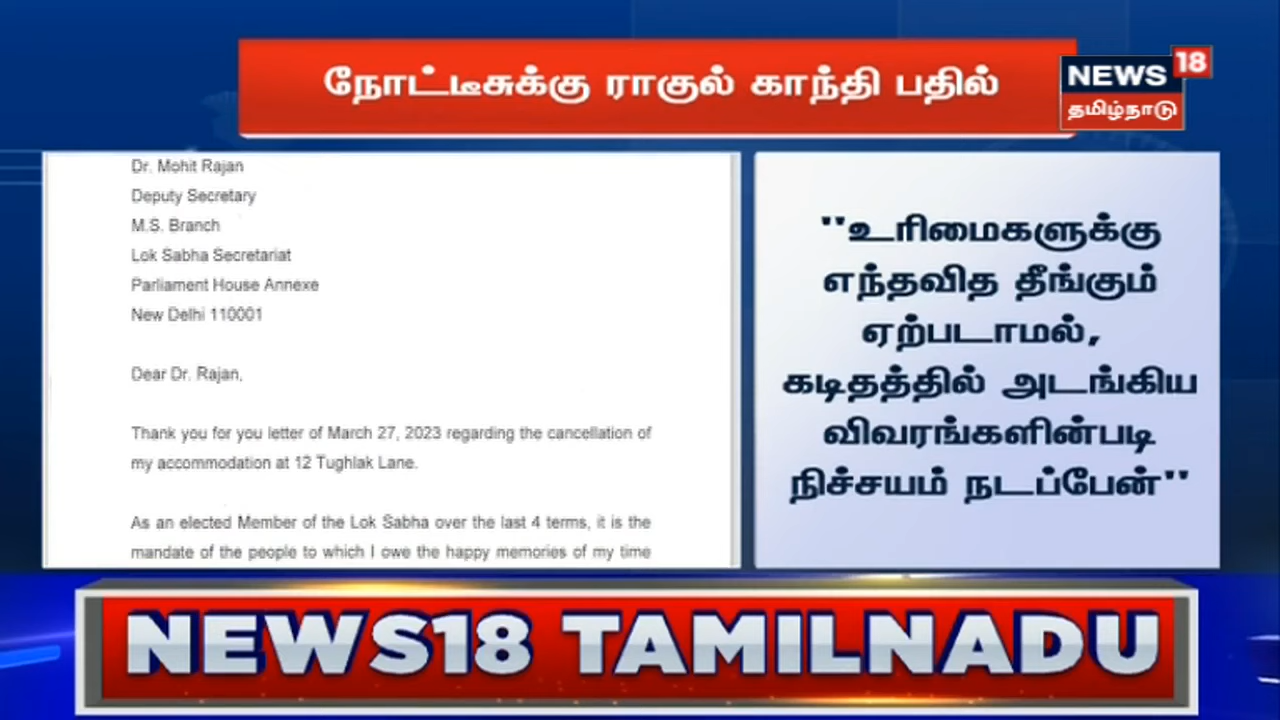 நோட்டீசுக்கு ராகுல் காந்தி பதில்
NEWS 18
தமிழ்நாடு
Dr. Mohit Rajan
Deputy Secretary
M.S. Branch
Lok Sabha Secretariat
Parliament House Annexe
New Delhi 110001
Dear Dr. Rajan,
Thank you for you letter of March 27, 2023 regarding the cancellation of
my accommodation at 12 Tughlak Lane.
As an elected Member of the Lok Sabha over the last 4 terms, it is the
mandate of the people to which I owe the happy memories of my time
"உரிமைகளுக்கு
எந்தவித தீங்கும்
ஏற்படாமல்,
கடிதத்தில் அடங்கிய
விவரங்களின்படி
நிச்சயம் நடப்பேன்"
NEWS18 TAMILNADU